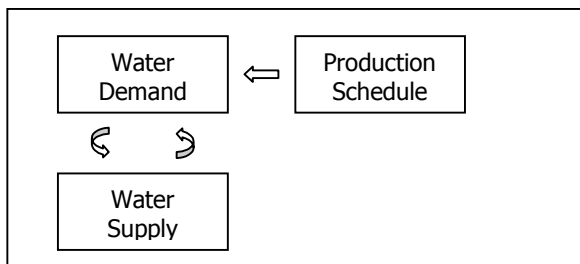 Water
Demand
Production
Schedule
Water
Supply